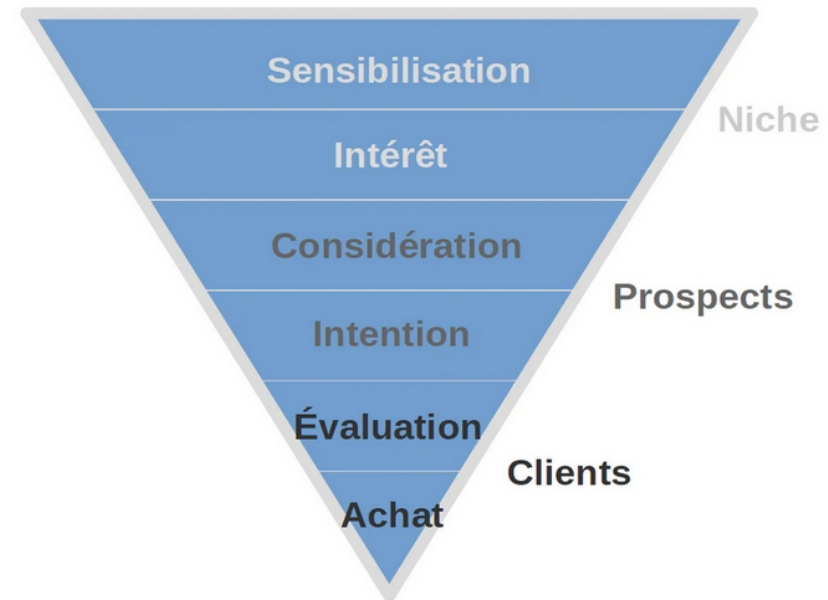 Sensibilisation
Niche
Intérêt
Considération
Prospects
Intention
Évaluation
Clients
Achat